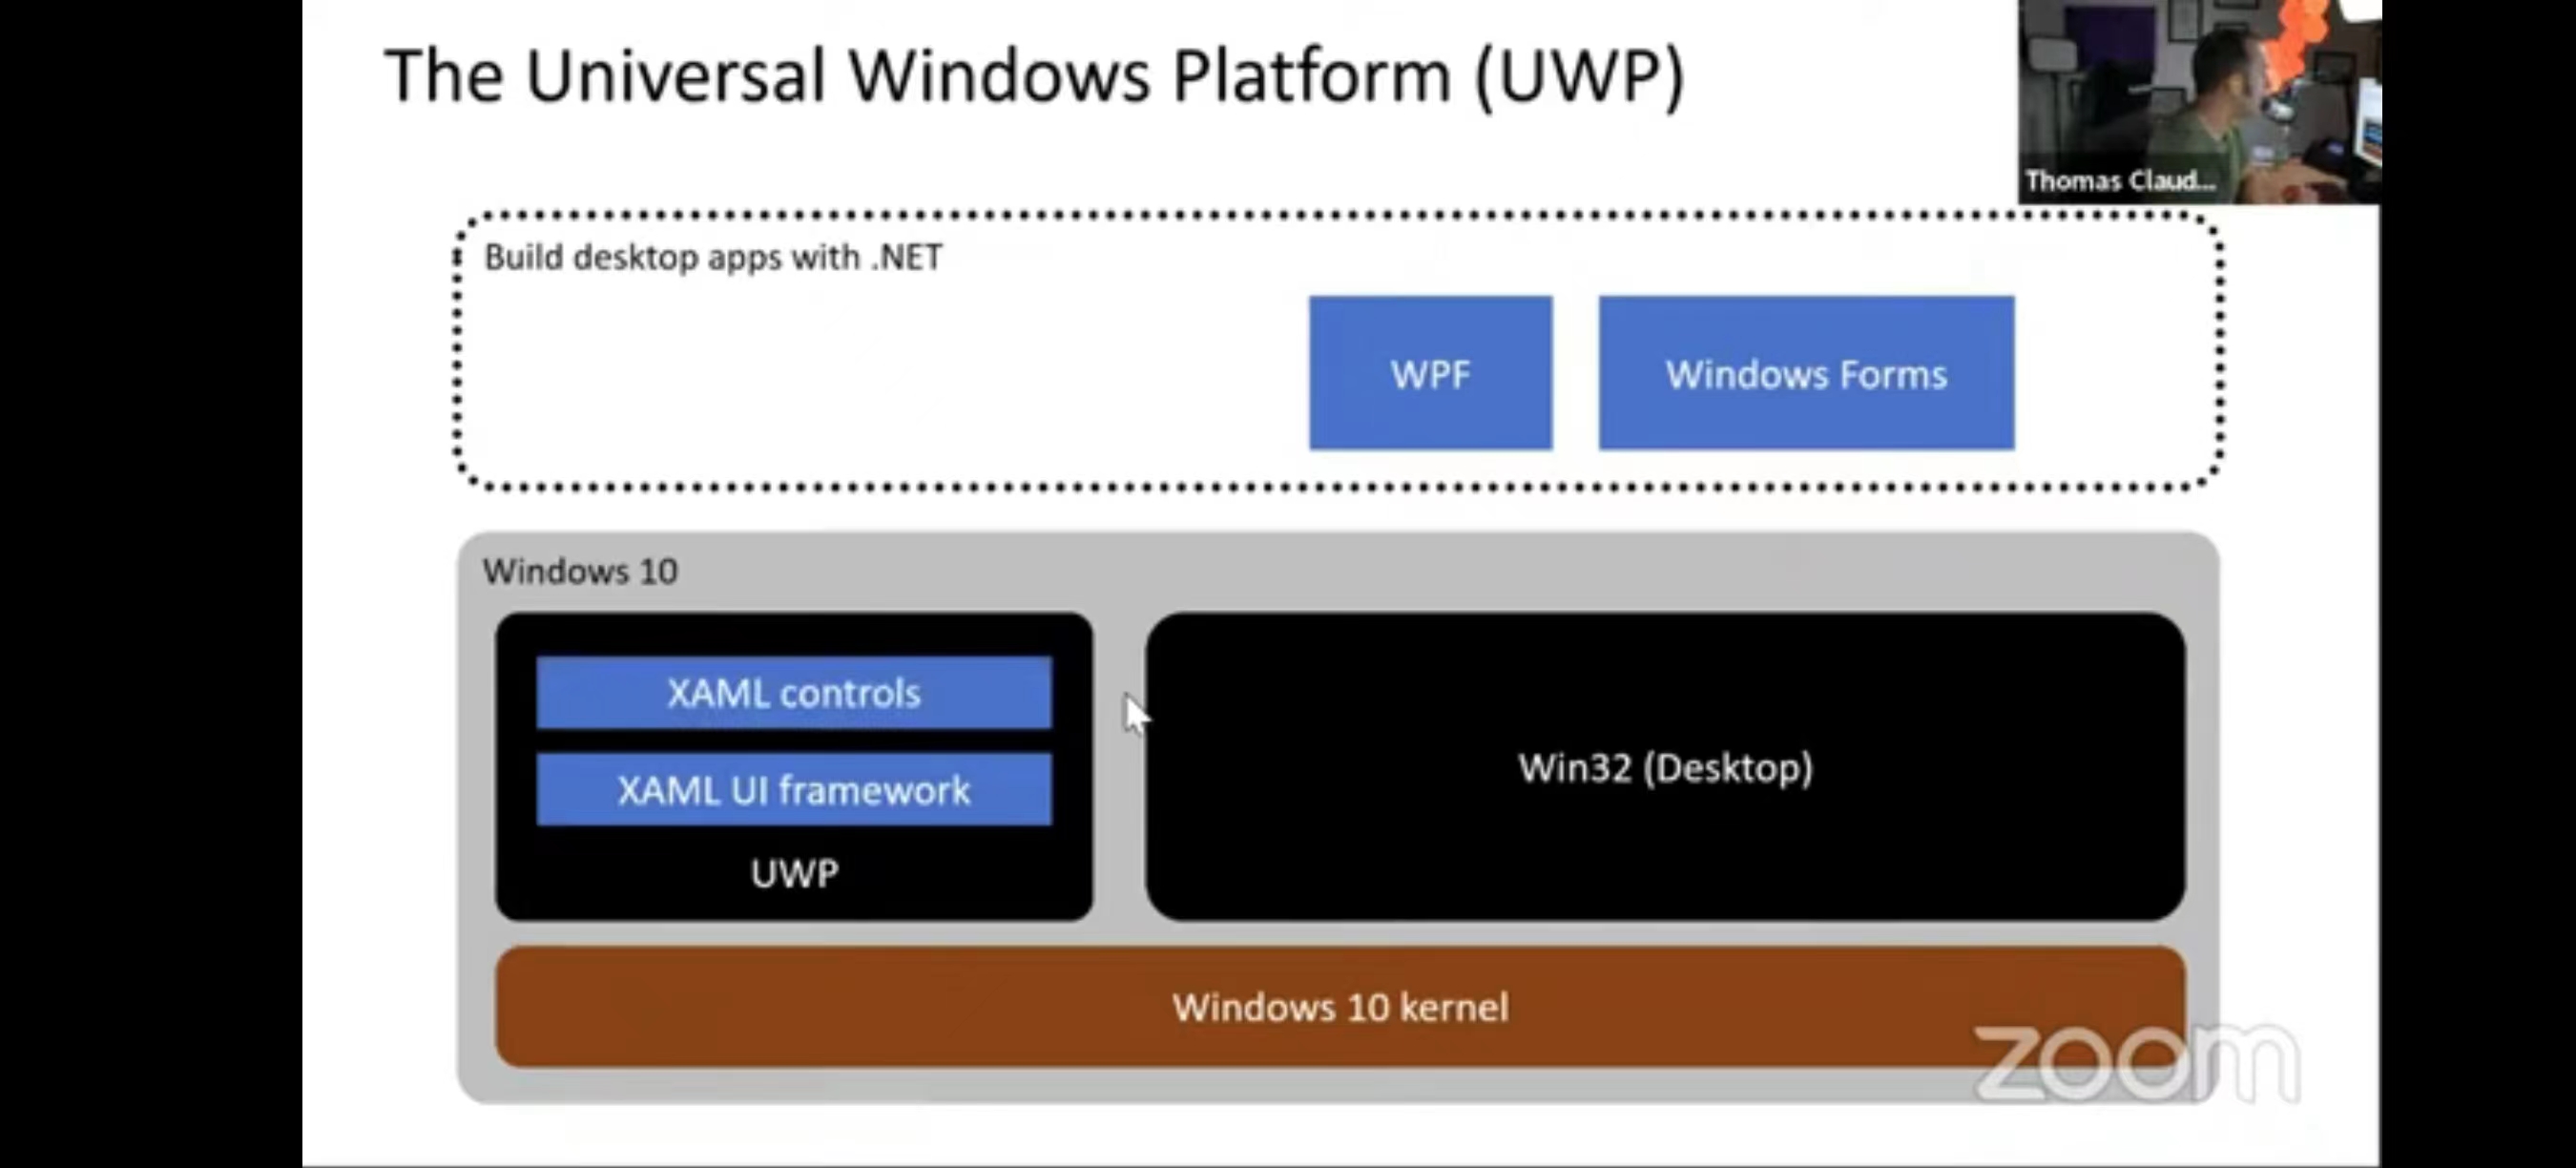 The Universal Windows Platform (UWP)
Thomas Claud...
Build desktop apps with .NET
WPF
Windows Forms
Windows 10
XAML controls
XAML UI framework
UWP
Win32 (Desktop)
Windows 10 kernel
zoom